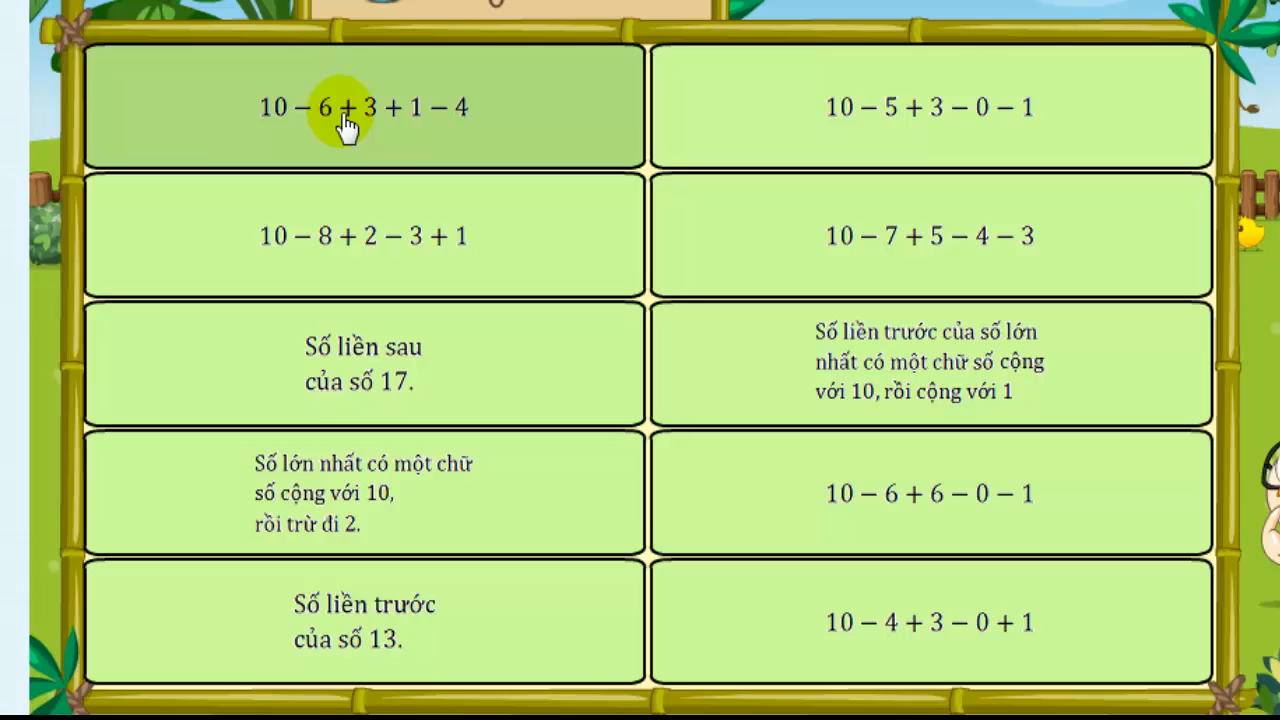 10 − 6 + 3 + 1 − 4
10 − 5 + 3 − 0 − 1
10 − 8 + 2 − 3 + 1
10 − 7 + 5 − 4 − 3
Số liền sau
của số 17.
Số liền trước của số lớn
nhất có một chữ số cộng
với 10, rồi cộng với 1
Số lớn nhất có một chữ
số cộng với 10,
rồi trừ đi 2.
10 − 6 + 6 − 0 − 1
Số liền trước
của số 13.
10 − 4 + 3 − 0 + 1